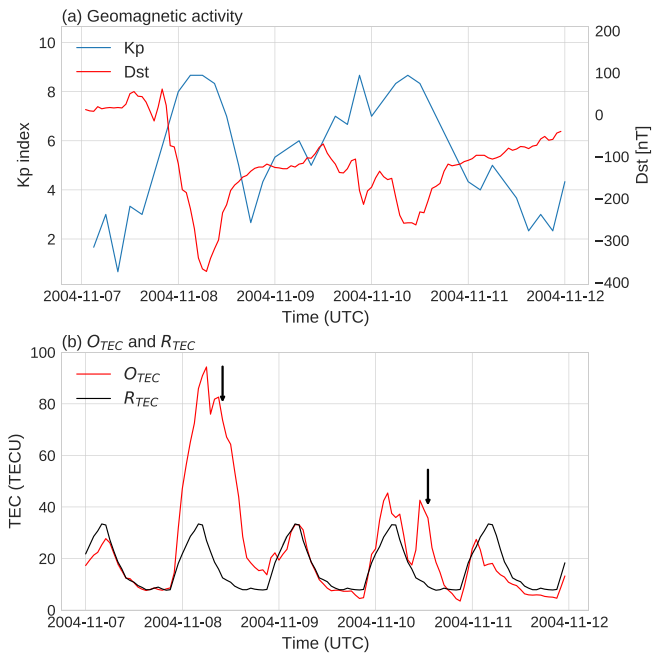 (a) Geomagnetic activity
Kp
Dst
10
8
6
4
2
Kp index
200
100
0
−100
−200
−300
−400
Dst [nT]
2004-11-07 2004-11-08 2004-11-09 2004-11-10 2004-11-11 2004-11-12
Time (UTC)
(b) O_TEC and R_TEC
O_TEC
R_TEC
100
80
60
40
20
0
TEC (TECU)
2004-11-07 2004-11-08 2004-11-09 2004-11-10 2004-11-11 2004-11-12
Time (UTC)